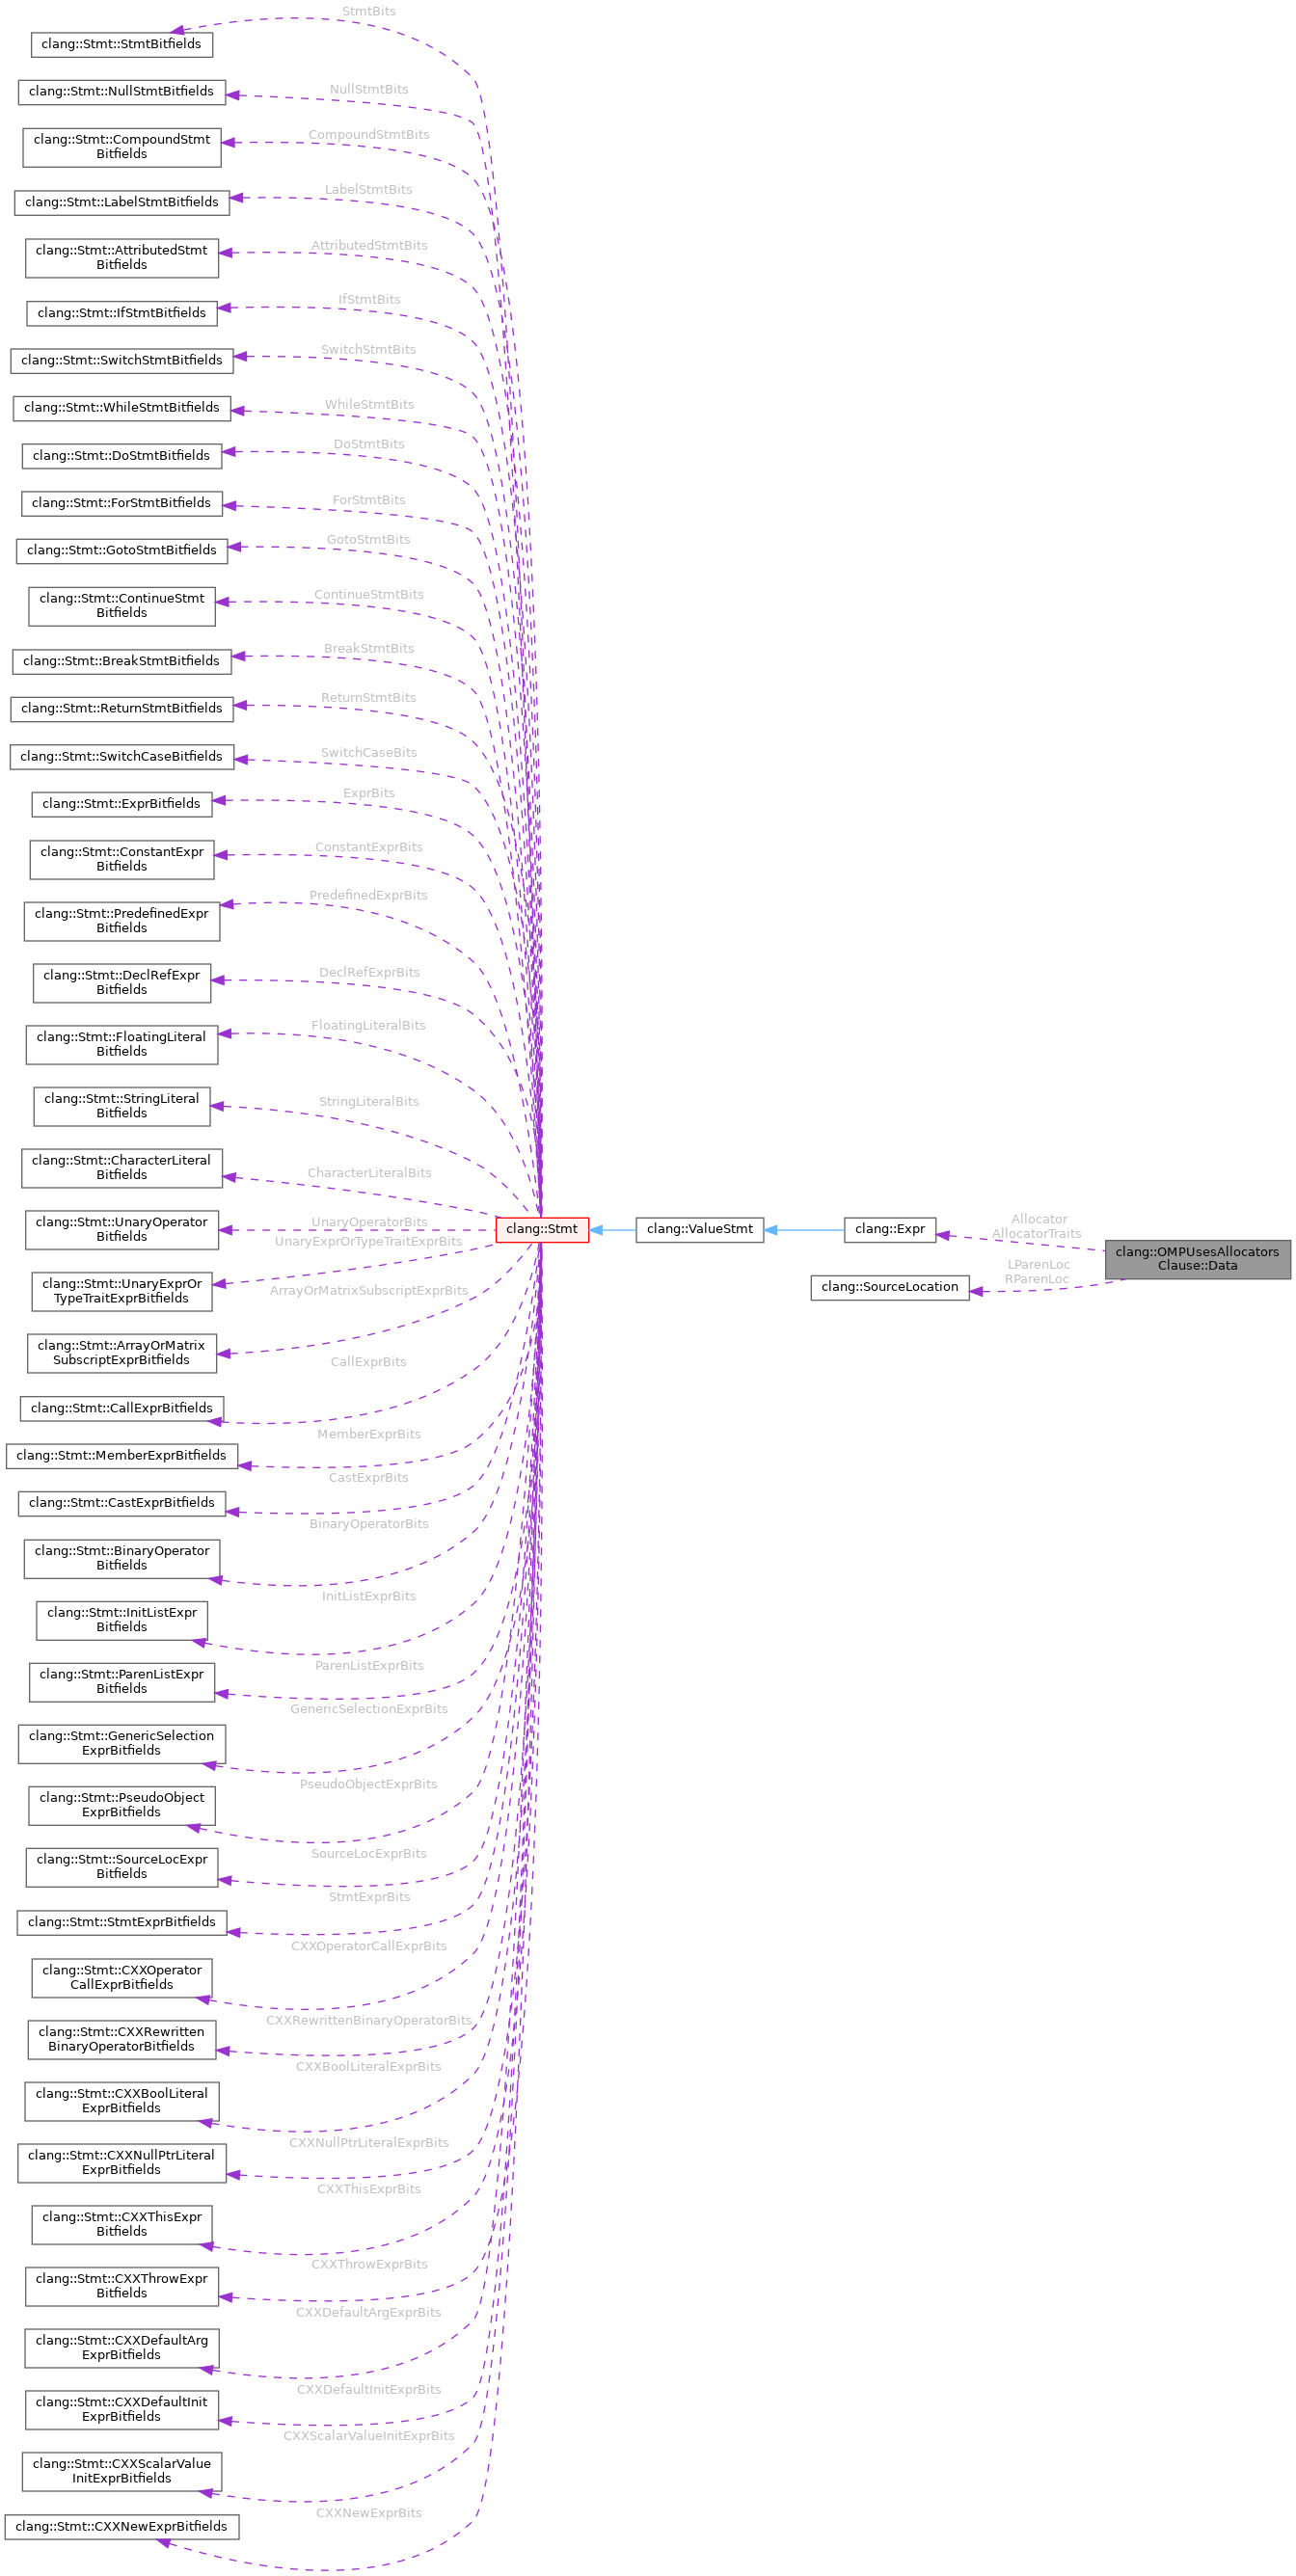 StmtBits
clang::Stmt::StmtBitfields
NullStmtBits
clang::Stmt::NullStmtBitfields
CompoundStmtBits
clang::Stmt::CompoundStmt
Bitfields
LabelStmtBits
clang::Stmt::LabelStmtBitfields
AttributedStmtBits
clang::Stmt::AttributedStmt
Bitfields
IfStmtBits
clang::Stmt::IfStmtBitfields
SwitchStmtBits
clang::Stmt::SwitchStmtBitfields
WhileStmtBits
clang::Stmt::WhileStmtBitfields
DoStmtBits
clang::Stmt::DoStmtBitfields
ForStmtBits
clang::Stmt::ForStmtBitfields
GotoStmtBits
clang::Stmt::GotoStmtBitfields
ContinueStmtBits
clang::Stmt::ContinueStmt
Bitfields
BreakStmtBits
clang::Stmt::BreakStmtBitfields
ReturnStmtBits
clang::Stmt::ReturnStmtBitfields
SwitchCaseBits
clang::Stmt::SwitchCaseBitfields
ExprBits
clang::Stmt::ExprBitfields
ConstantExprBits
clang::Stmt::ConstantExpr
Bitfields
PredefinedExprBits
clang::Stmt::PredefinedExpr
Bitfields
DeclRefExprBits
clang::Stmt::DeclRefExpr
Bitfields
FloatingLiteralBits
clang::Stmt::FloatingLiteral
Bitfields
StringLiteralBits
clang::Stmt::StringLiteral
Bitfields
CharacterLiteralBits
clang::Stmt::CharacterLiteral
Bitfields
UnaryOperatorBits
clang::Stmt::UnaryOperator
Bitfields
clang::Stmt
clang::ValueStmt
clang::Expr
Allocator
AllocatorTraits
clang::OMPUsesAllocators
Clause::Data
LParenLoc
RParenLoc
clang::SourceLocation
UnaryExprOrTypeTraitExprBits
clang::Stmt::UnaryExprOr
TypeTraitExprBitfields
ArrayOrMatrixSubscriptExprBits
clang::Stmt::ArrayOrMatrix
SubscriptExprBitfields
CallExprBits
clang::Stmt::CallExprBitfields
MemberExprBits
clang::Stmt::MemberExprBitfields
CastExprBits
clang::Stmt::CastExprBitfields
BinaryOperatorBits
clang::Stmt::BinaryOperator
Bitfields
InitListExprBits
clang::Stmt::InitListExpr
Bitfields
ParenListExprBits
clang::Stmt::ParenListExpr
Bitfields
GenericSelectionExprBits
clang::Stmt::GenericSelection
ExprBitfields
PseudoObjectExprBits
clang::Stmt::PseudoObject
ExprBitfields
SourceLocExprBits
clang::Stmt::SourceLocExpr
Bitfields
StmtExprBits
clang::Stmt::StmtExprBitfields
CXXOperatorCallExprBits
clang::Stmt::CXXOperator
CallExprBitfields
CXXRewrittenBinaryOperatorBits
clang::Stmt::CXXRewritten
BinaryOperatorBitfields
CXXBoolLiteralExprBits
clang::Stmt::CXXBoolLiteral
ExprBitfields
CXXNullPtrLiteralExprBits
clang::Stmt::CXXNullPtrLiteral
ExprBitfields
CXXThisExprBits
clang::Stmt::CXXThisExpr
Bitfields
CXXThrowExprBits
clang::Stmt::CXXThrowExpr
Bitfields
CXXDefaultArgExprBits
clang::Stmt::CXXDefaultArg
ExprBitfields
CXXDefaultInitExprBits
clang::Stmt::CXXDefaultInit
ExprBitfields
CXXScalarValueInitExprBits
clang::Stmt::CXXScalarValue
InitExprBitfields
CXXNewExprBits
clang::Stmt::CXXNewExprBitfields